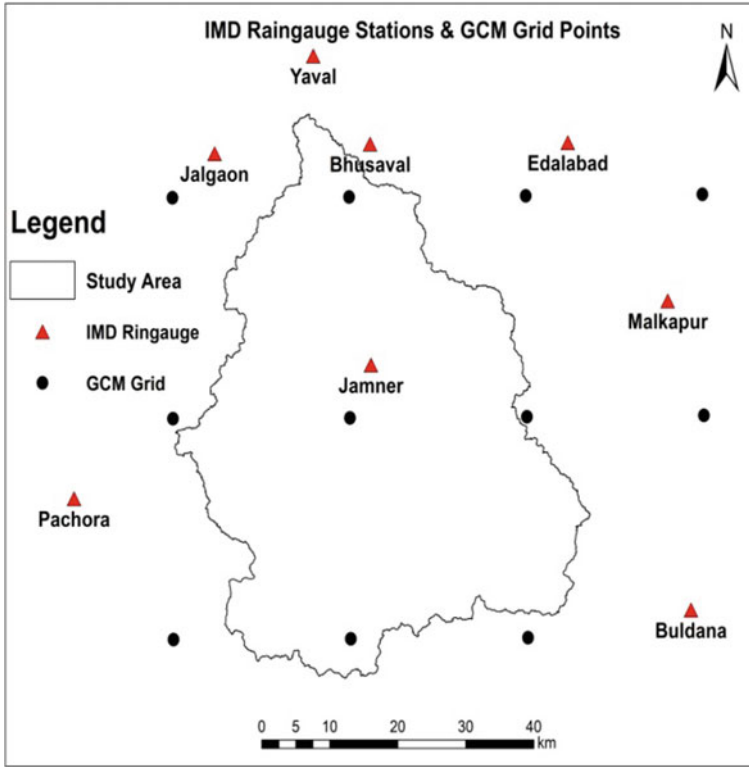 IMD Raingauge Stations & GCM Grid Points
N
Yaval
Jalgaon
Bhusaval
Edalabad
Legend
Study Area
IMD Ringauge
GCM Grid
Malkapur
Jamner
Pachora
Buldana
0 5 10 20 30 40
km